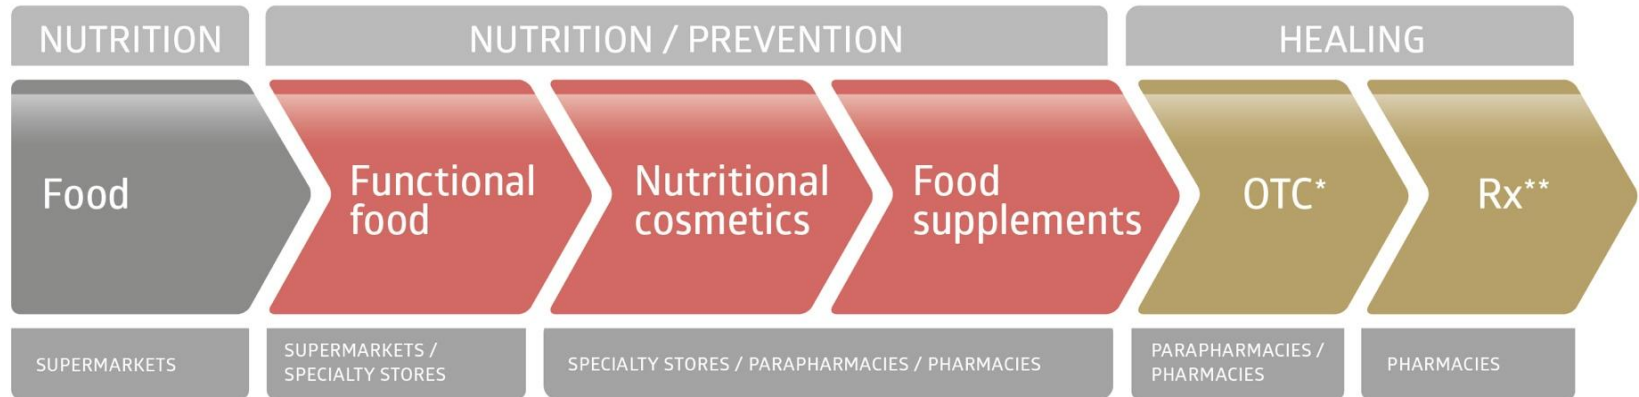 NUTRITION
NUTRITION / PREVENTION
HEALING
Food
Functional
food
Nutritional
cosmetics
Food
supplements
OTC*
Rx**
SUPERMARKETS
SUPERMARKETS /
SPECIALTY STORES
SPECIALTY STORES / PARAPHARMACIES / PHARMACIES
PARAPHARMACIES /
PHARMACIES
PHARMACIES